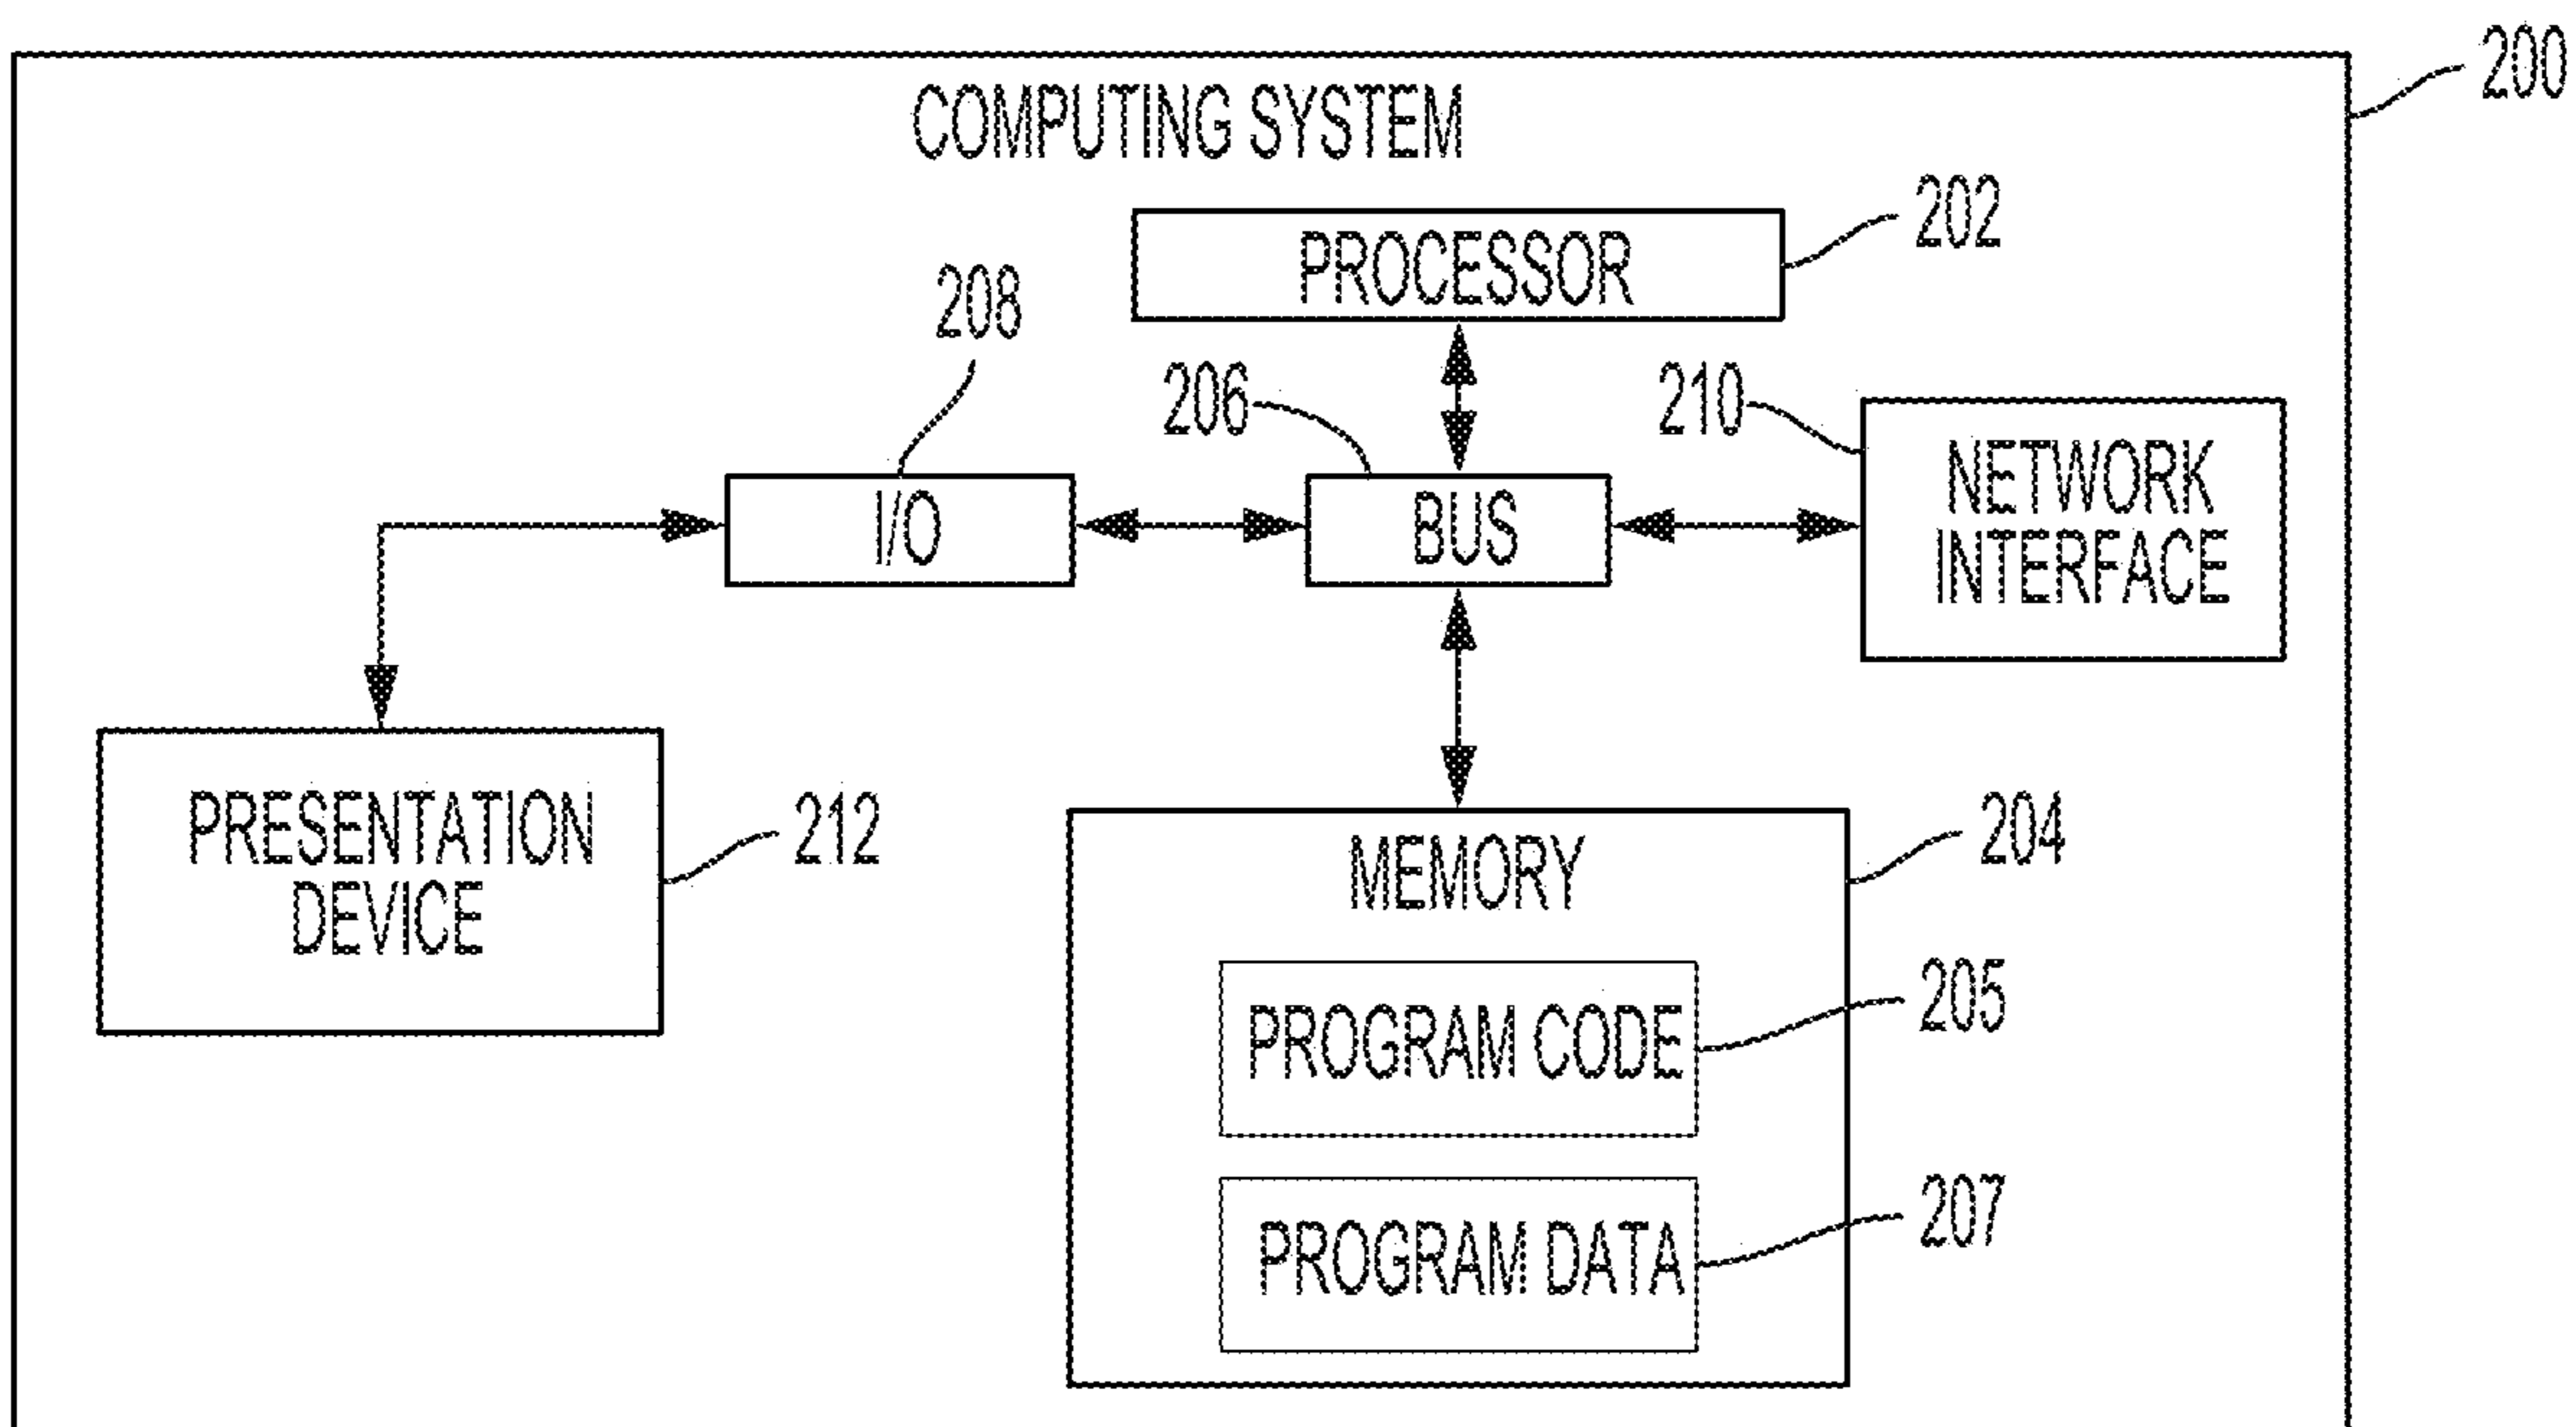 200
COMPUTING SYSTEM
PROCESSOR
202
208
206
210
I/O
BUS
NETWORK
INTERFACE
PRESENTATION
DEVICE
212
MEMORY
204
PROGRAM CODE
205
PROGRAM DATA
207